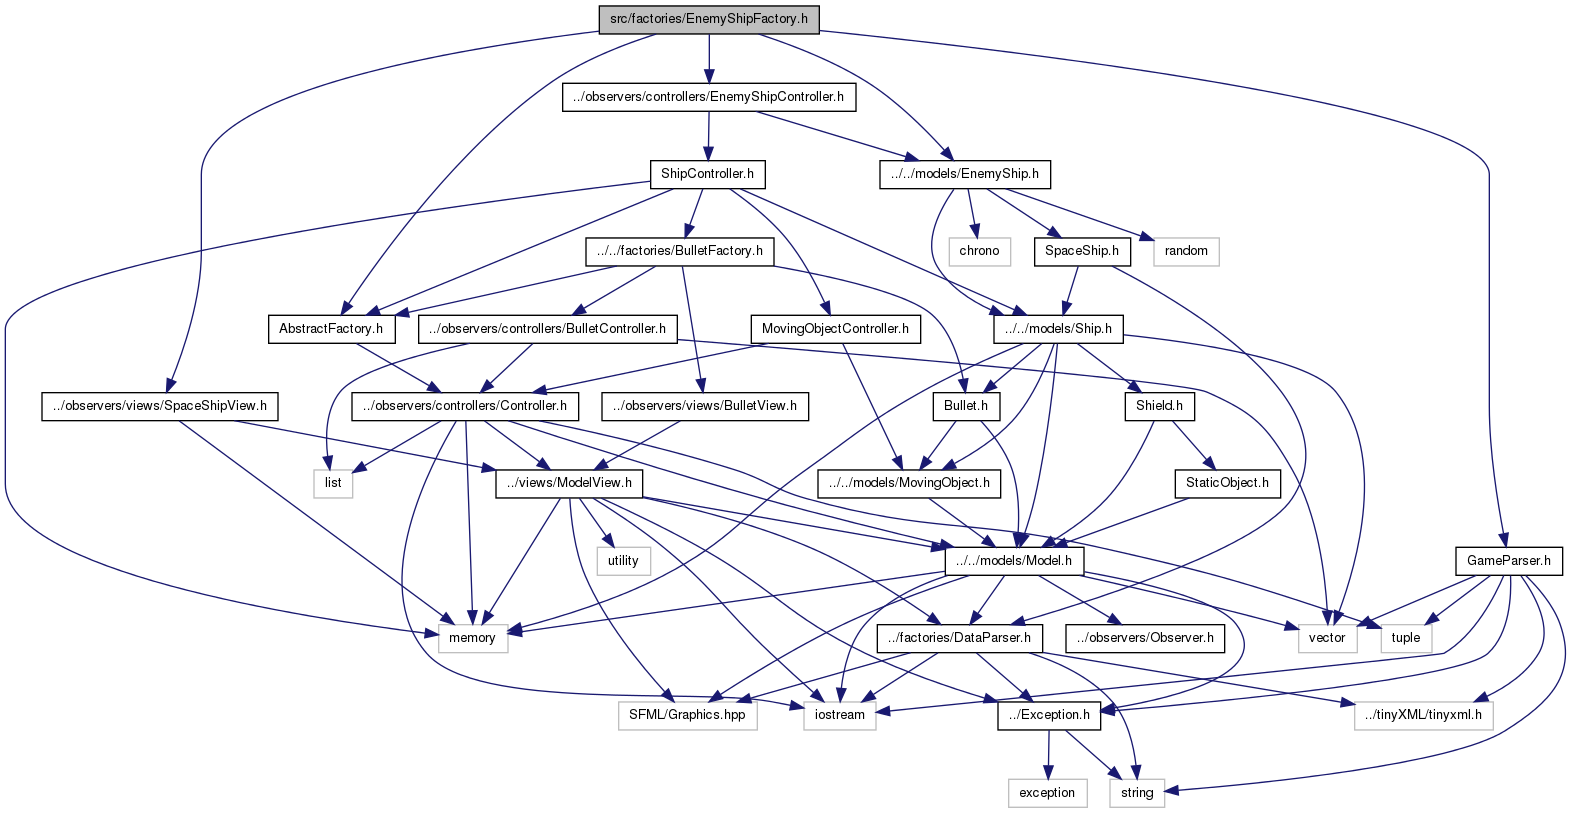 src/factories/EnemyShipFactory.h
../observers/controllers/EnemyShipController.h
ShipController.h
../../models/EnemyShip.h
../../factories/BulletFactory.h
chrono
SpaceShip.h
random
AbstractFactory.h
../observers/controllers/BulletController.h
MovingObjectController.h
../../models/Ship.h
../observers/views/SpaceShipView.h
../observers/controllers/Controller.h
../observers/views/BulletView.h
Bullet.h
Shield.h
list
../views/ModelView.h
../../models/MovingObject.h
StaticObject.h
utility
../../models/Model.h
GameParser.h
memory
../factories/DataParser.h
../observers/Observer.h
vector
tuple
SFML/Graphics.hpp
iostream
../Exception.h
../tinyXML/tinyxml.h
exception
string